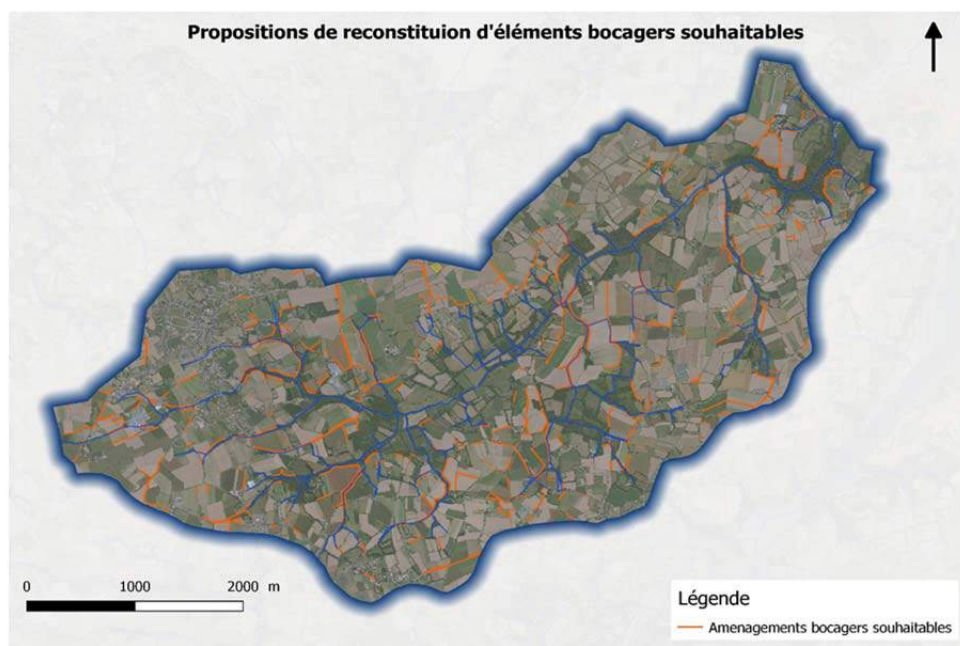 Propositions de reconstituion d'éléments bocagers souhaitables
0 1000 2000 m
Légende
Amenagements bocagers souhaitables